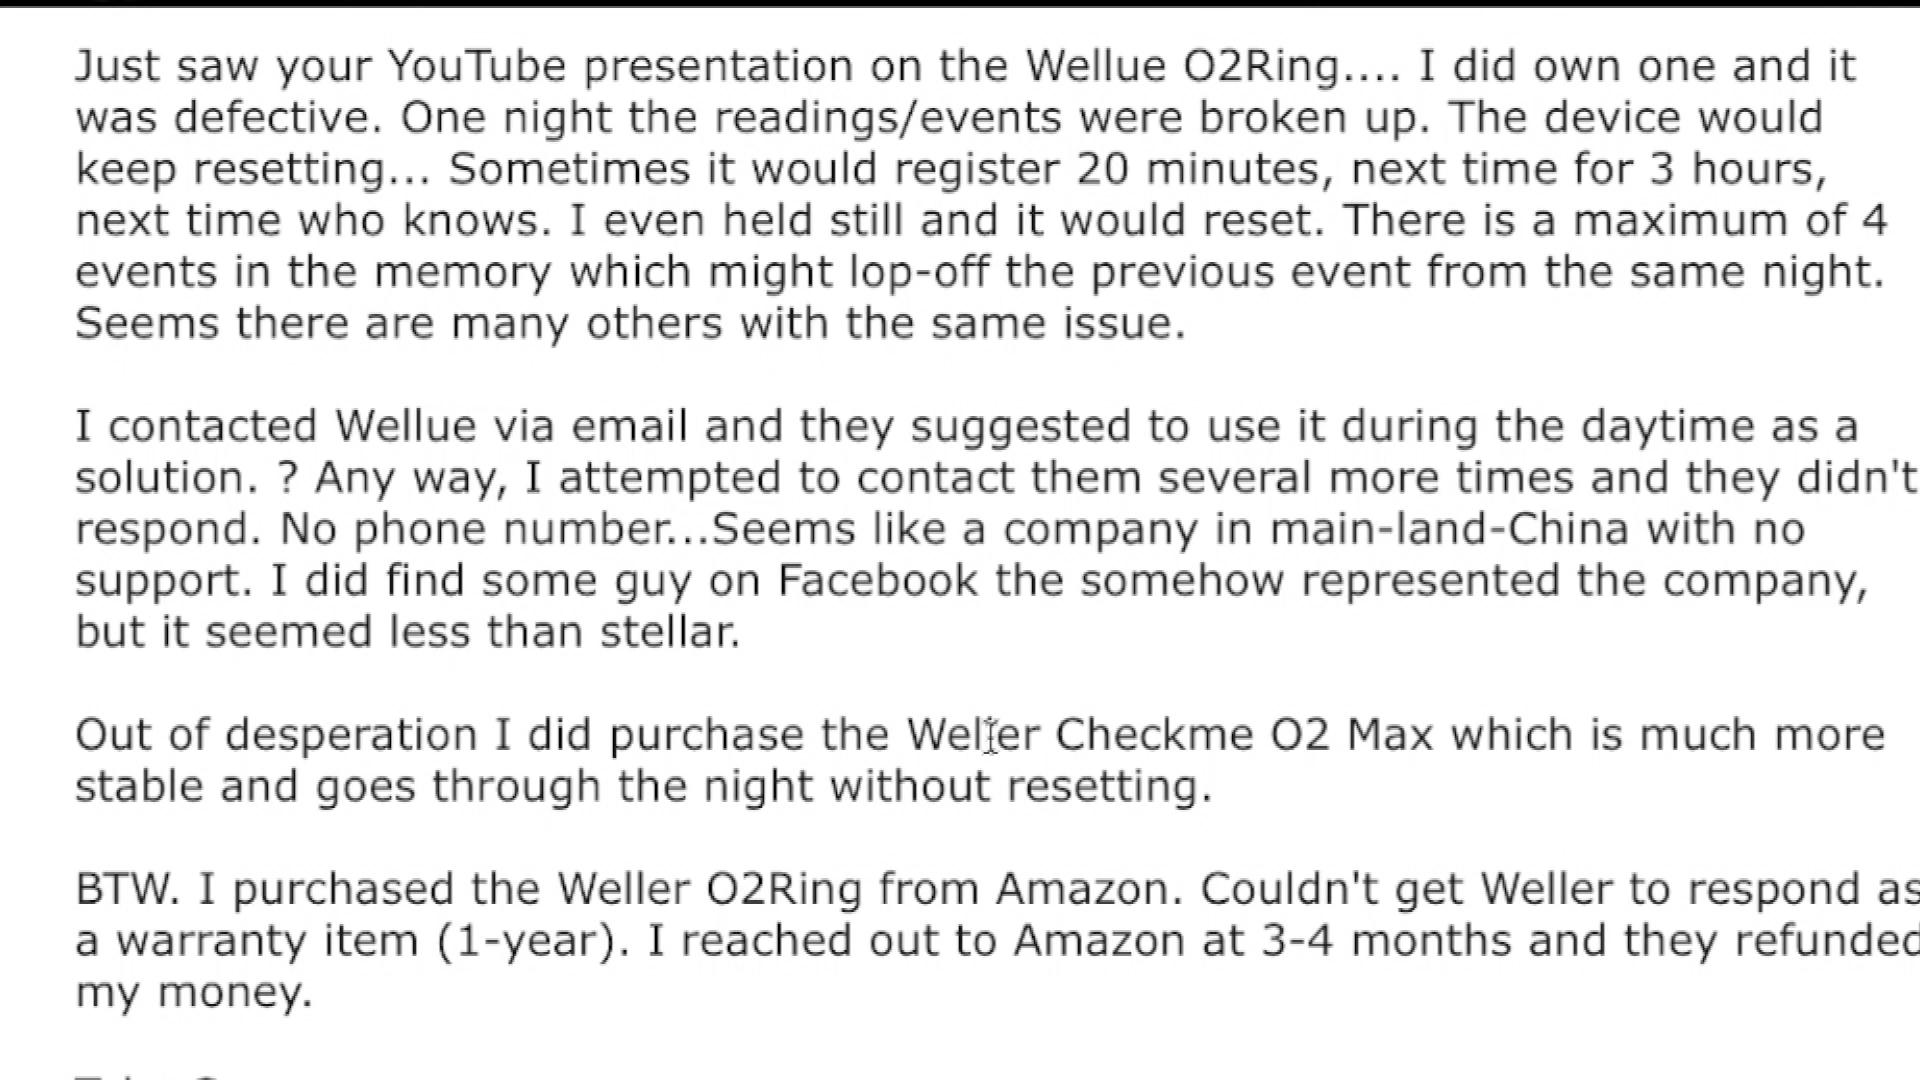 Just saw your YouTube presentation on the Wellue O2Ring.... I did own one and it
was defective. One night the readings/events were broken up. The device would
keep resetting... Sometimes it would register 20 minutes, next time for 3 hours,
next time who knows. I even held still and it would reset. There is a maximum of 4
events in the memory which might lop-off the previous event from the same night.
Seems there are many others with the same issue.
I contacted Wellue via email and they suggested to use it during the daytime as a
solution. ? Any way, I attempted to contact them several more times and they didn't
respond. No phone number...Seems like a company in main-land-China with no
support. I did find some guy on Facebook the somehow represented the company,
but it seemed less than stellar.
Out of desperation I did purchase the Weller Checkme O2 Max which is much more
stable and goes through the night without resetting.
BTW. I purchased the Weller O2Ring from Amazon. Couldn't get Weller to respond as
a warranty item (1-year). I reached out to Amazon at 3-4 months and they refunded
my money.